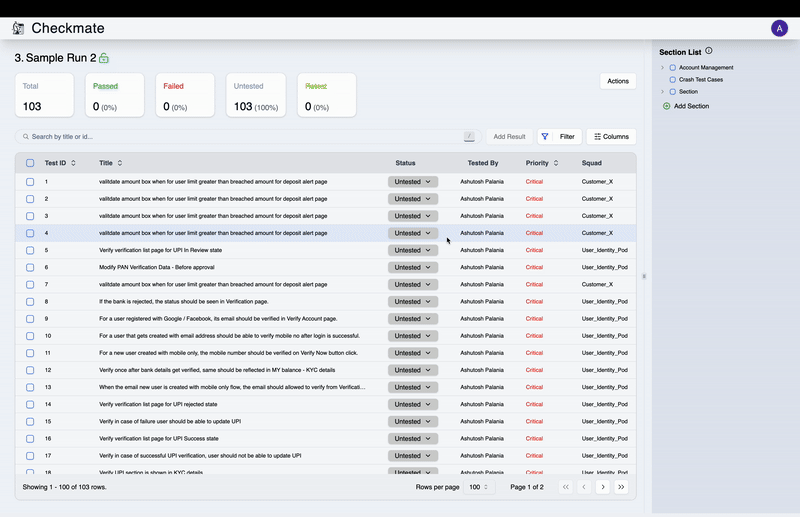 Checkmate
A
3. Sample Run 2
Total
103
Passed
0 (0%)
Failed
0 (0%)
Untested
103 (100%)
Retest
0 (0%)
Actions
Search by title or id...
/
Add Result
Filter
Columns
Test ID Title Status Tested By Priority Squad
1 valitdate amount box when for user limit greater than breached amount for deposit alert page Untested Ashutosh Palania Critical Customer_X
2 valitdate amount box when for user limit greater than breached amount for deposit alert page Untested Ashutosh Palania Critical Customer_X
3 valitdate amount box when for user limit greater than breached amount for deposit alert page Untested Ashutosh Palania Critical Customer_X
4 valitdate amount box when for user limit greater than breached amount for deposit alert page Untested Ashutosh Palania Critical Customer_X
5 Verify verification list page for UPI In Review state Untested Ashutosh Palania Critical User_Identity_Pod
6 Modify PAN Verification Data - Before approval Untested Ashutosh Palania Critical User_Identity_Pod
7 valitdate amount box when for user limit greater than breached amount for deposit alert page Untested Ashutosh Palania Critical Customer_X
8 If the bank is rejected, the status should be seen in Verification page. Untested Ashutosh Palania Critical User_Identity_Pod
9 For a user registered with Google / Facebook, its email should be verified in Verify Account page. Untested Ashutosh Palania Critical User_Identity_Pod
10 For a user that gets created with email address should be able to verify mobile no after login is successful. Untested Ashutosh Palania Critical User_Identity_Pod
11 For a new user created with mobile only, the mobile number should be verified on Verify Now button click. Untested Ashutosh Palania Critical User_Identity_Pod
12 Verify once after bank details get verified, same should be reflected in MY balance - KYC details Untested Ashutosh Palania Critical User_Identity_Pod
13 When the email new user is created with mobile only flow, the email should allowed to verify from Verificati... Untested Ashutosh Palania Critical User_Identity_Pod
14 Verify verification list page for UPI rejected state Untested Ashutosh Palania Critical User_Identity_Pod
15 Verify in case of failure user should be able to update UPI Untested Ashutosh Palania Critical User_Identity_Pod
16 Verify verification list page for UPI Success state Untested Ashutosh Palania Critical User_Identity_Pod
17 Verify in case of successful UPI verification, user should not be able to update UPI Untested Ashutosh Palania Critical User_Identity_Pod
18 Verify UPI section is shown in KYC details Untested Ashutosh Palania Critical User_Identity_Pod
Showing 1 - 100 of 103 rows.
Rows per page 100
Page 1 of 2
Section List
Account Management
Crash Test Cases
Section
Add Section